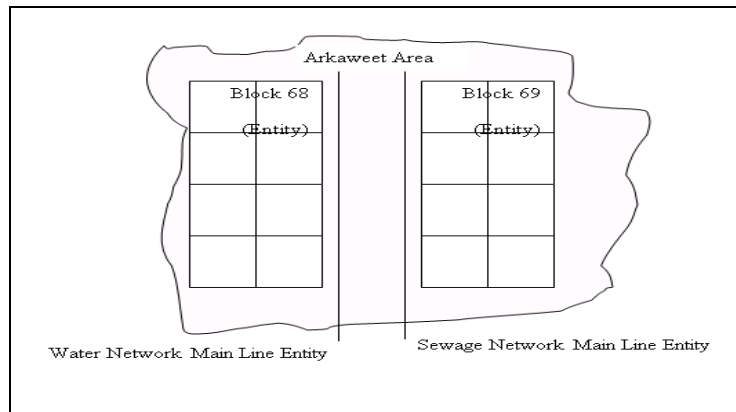 Arkaweet Area
Block 68
(Entity)
Block 69
(Entity)
Water Network Main Line Entity
Sewage Network Main Line Entity